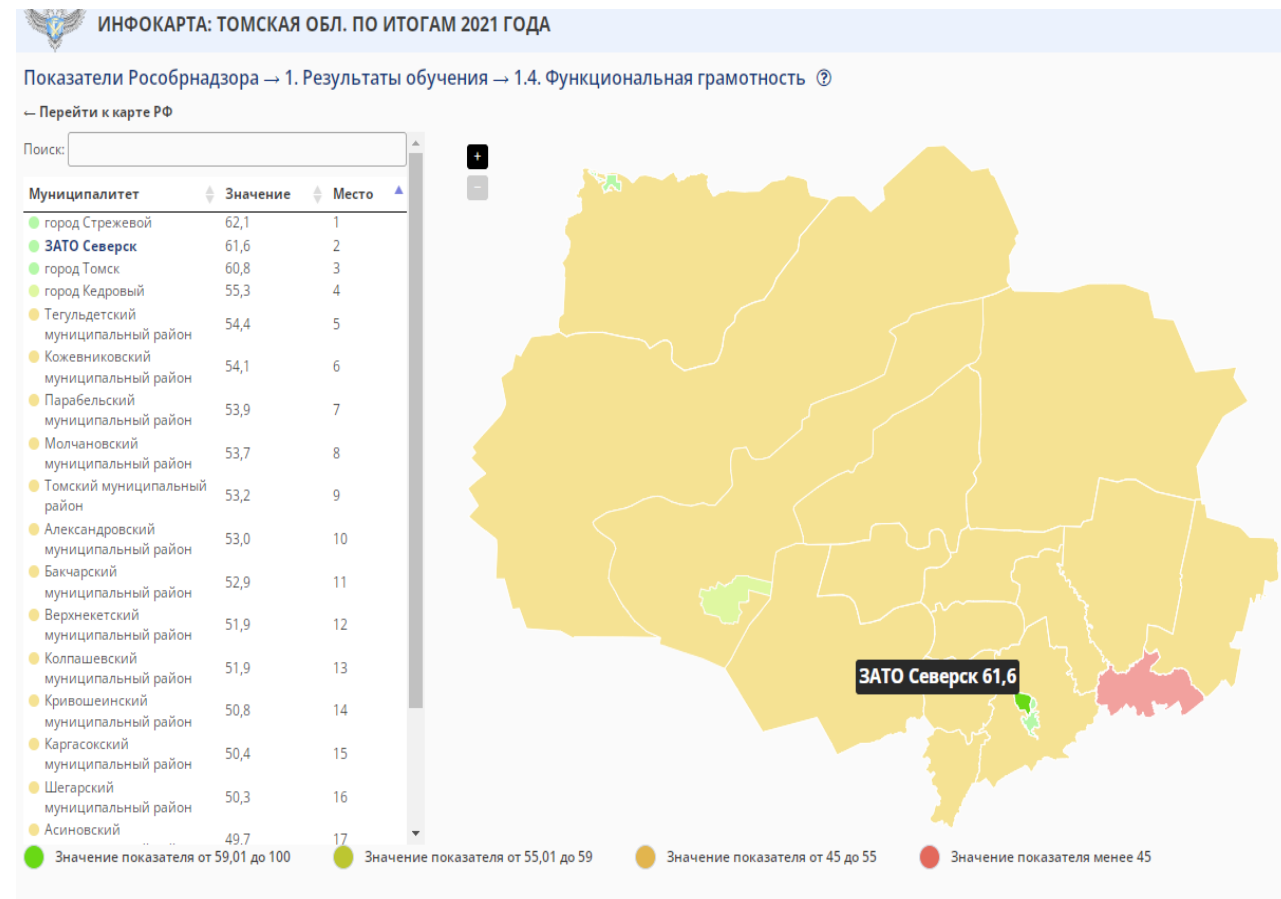 ИНФОКАРТА: ТОМСКАЯ ОБЛ. ПО ИТОГАМ 2021 ГОДА
Показатели Рособрнадзора → 1. Результаты обучения → 1.4. Функциональная грамотность ?
← Перейти к карте РФ
Поиск:
+
−
Муниципалитет Значение Место
город Стрежевой 62,1 1
ЗАТО Северск 61,6 2
город Томск 60,8 3
город Кедровый 55,3 4
Тегульдетский
муниципальный район 54,4 5
Кожевниковский
муниципальный район 54,1 6
Парабельский
муниципальный район 53,9 7
Молчановский
муниципальный район 53,7 8
Томский муниципальный
район 53,2 9
Александровский
муниципальный район 53,0 10
Бакчарский
муниципальный район 52,9 11
Верхнекетский
муниципальный район 51,9 12
Колпашевский
муниципальный район 51,9 13
Кривошеинский
муниципальный район 50,8 14
Каргасокский
муниципальный район 50,4 15
Шегарский
муниципальный район 50,3 16
Асиновский
49,7 17
ЗАТО Северск 61,6
Значение показателя от 59,01 до 100 Значение показателя от 55,01 до 59 Значение показателя от 45 до 55 Значение показателя менее 45